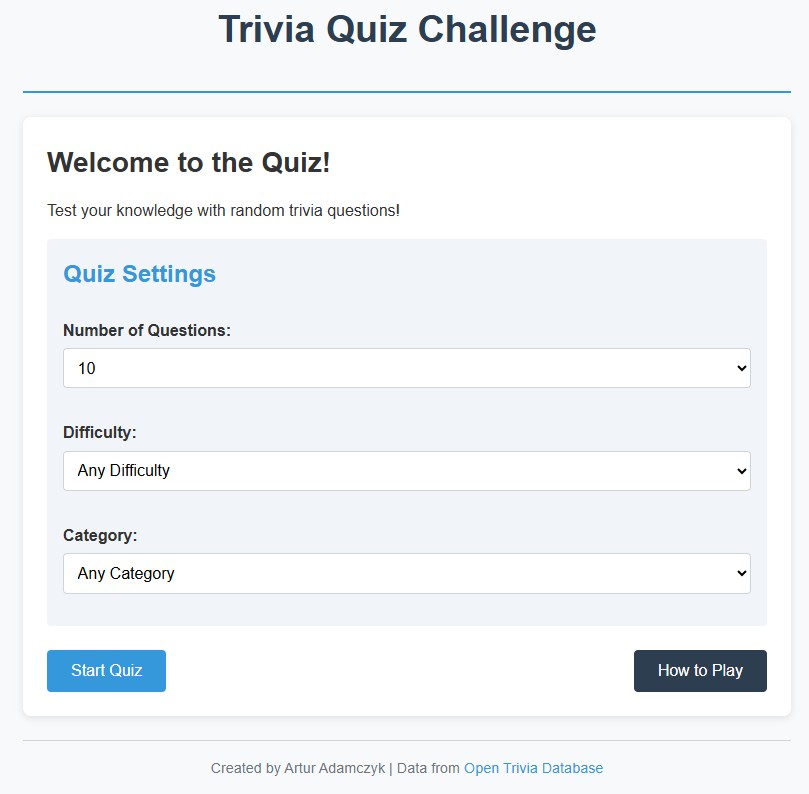 Trivia Quiz Challenge
Welcome to the Quiz!
Test your knowledge with random trivia questions!
Quiz Settings
Number of Questions:
10
Difficulty:
Any Difficulty
Category:
Any Category
Start Quiz
How to Play
Created by Artur Adamczyk | Data from Open Trivia Database